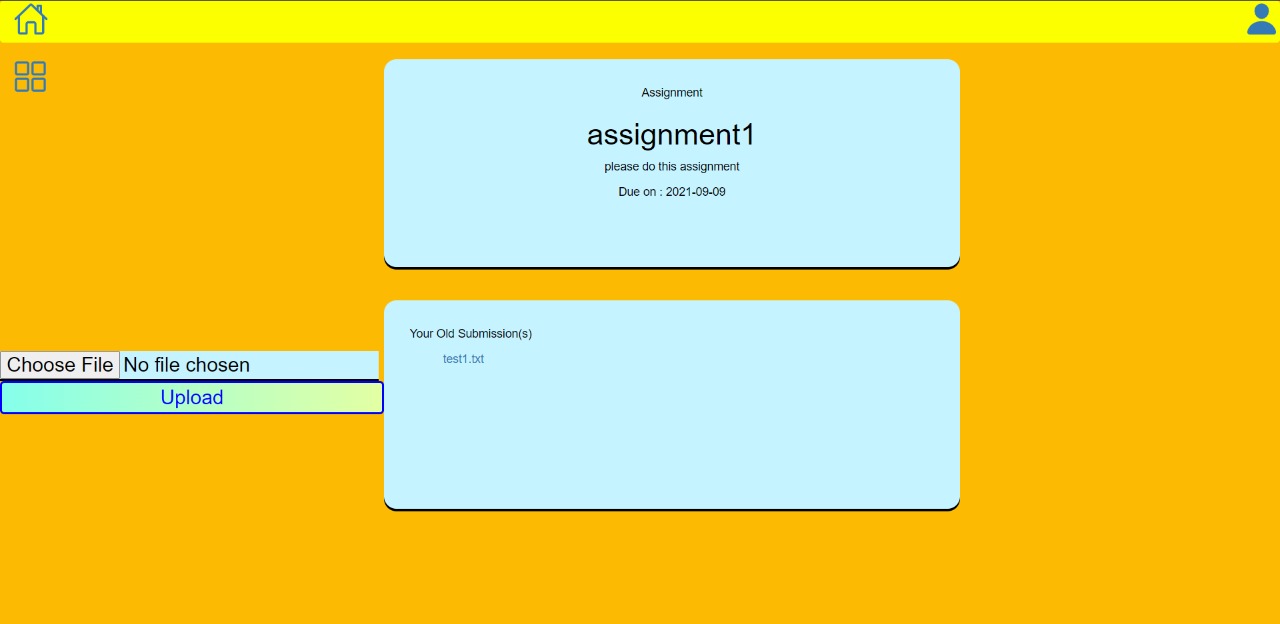 Assignment
assignment1
please do this assignment
Due on : 2021-09-09
Your Old Submission(s)
test1.txt
Choose File No file chosen
Upload